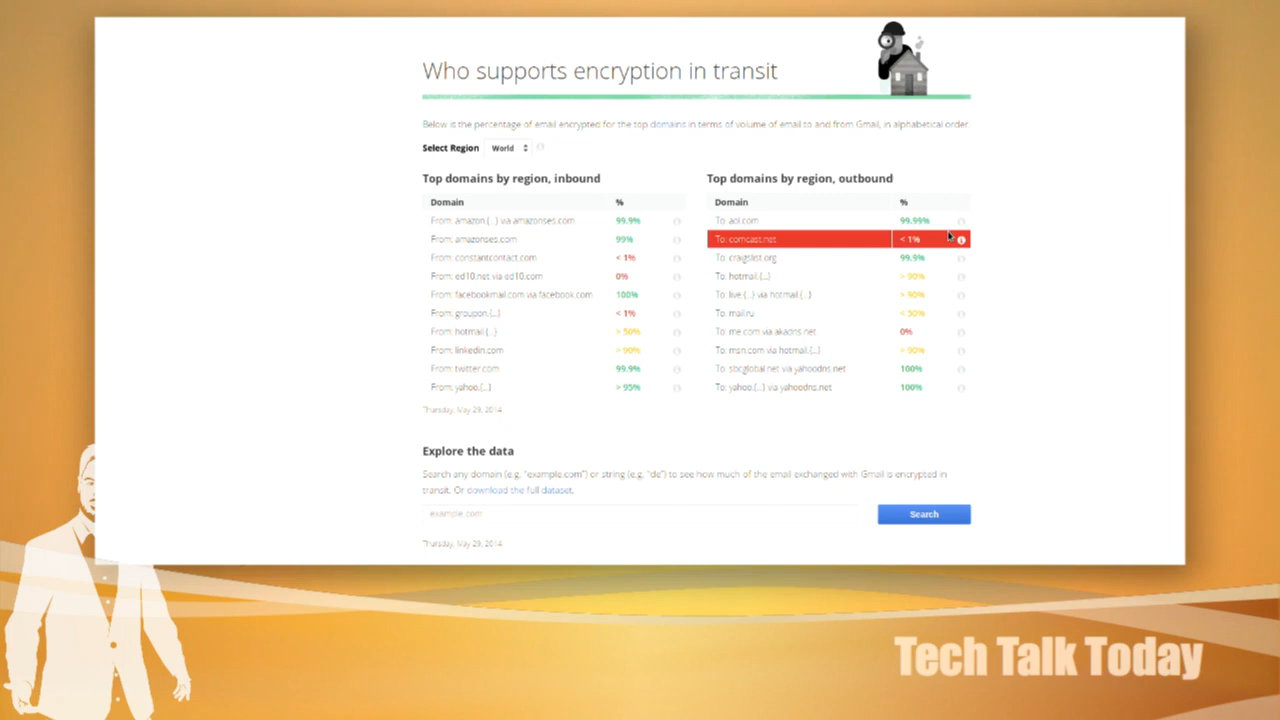 Who supports encryption in transit
Below is the percentage of email encrypted for the top domains in terms of volume of email to and from Gmail, in alphabetical order.
Select Region World
Top domains by region, inbound
Domain %
From: amazon.{...} via amazonses.com 99.9%
From: amazonses.com 99%
From: constantcontact.com < 1%
From: ed10.net via ed10.com 0%
From: facebookmail.com via facebook.com 100%
From: groupon.{...} < 1%
From: hotmail.{...} > 50%
From: linkedin.com > 90%
From: twitter.com 99.9%
From: yahoo.{...} > 95%
Thursday, May 29, 2014
Top domains by region, outbound
Domain %
To: aol.com 99.99%
To: comcast.net < 1%
To: craigslist.org 99.9%
To: hotmail.{...} > 90%
To: live.{...} via hotmail.{...} > 90%
To: mail.ru < 50%
To: me.com via akadns.net 0%
To: msn.com via hotmail.{...} > 90%
To: sbcglobal.net via yahoodns.net 100%
To: yahoo.{...} via yahoodns.net 100%
Explore the data
Search any domain (e.g. "example.com") or string (e.g. "de") to see how much of the email exchanged with Gmail is encrypted in
transit. Or download the full dataset.
example.com
Search
Thursday, May 29, 2014
Tech Talk Today